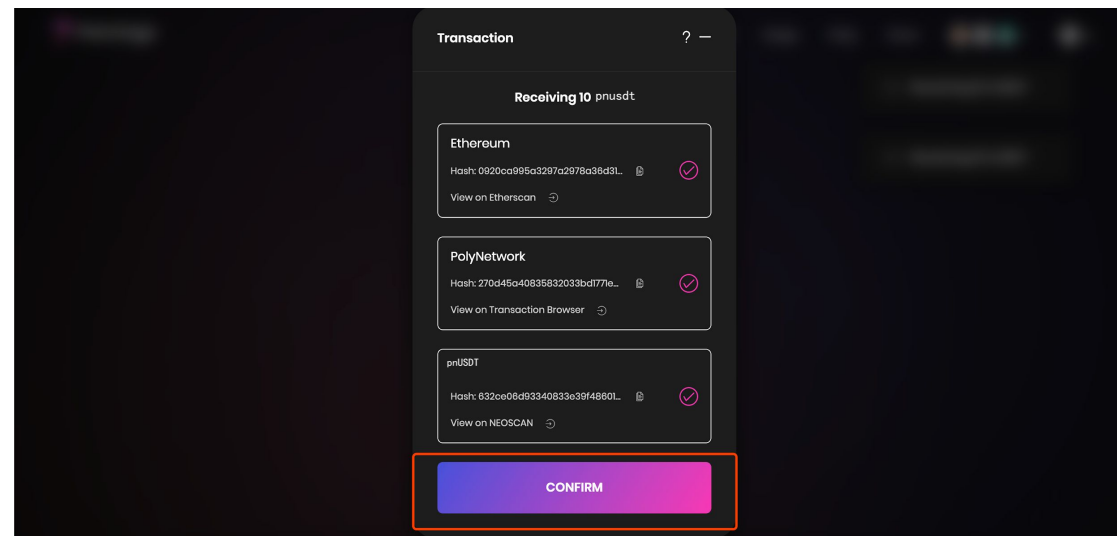 Transaction ? –
Receiving 10 pnusdt
Ethereum
Hash: 0920ca995a3297a2978a36d31...
View on Etherscan
PolyNetwork
Hash: 270d45a40835832033bd1771e...
View on Transaction Browser
pnUSDT
Hash: 632ce06d93340833e39f48601...
View on NEOSCAN
CONFIRM